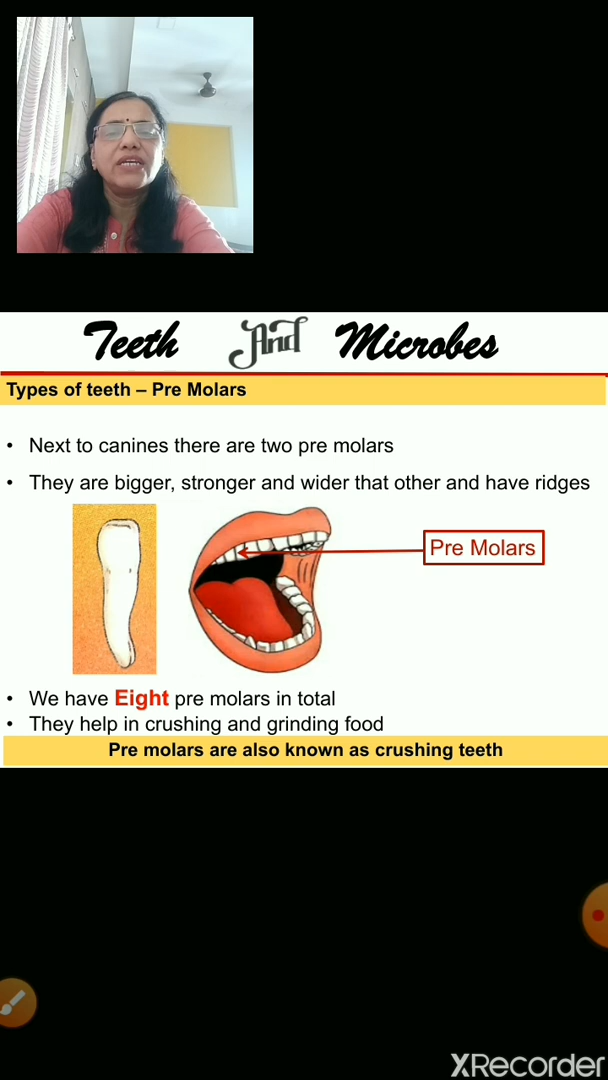 Teeth And Microbes
Types of teeth – Pre Molars
• Next to canines there are two pre molars
• They are bigger, stronger and wider that other and have ridges
Pre Molars
• We have Eight pre molars in total
• They help in crushing and grinding food
Pre molars are also known as crushing teeth
XRecorder